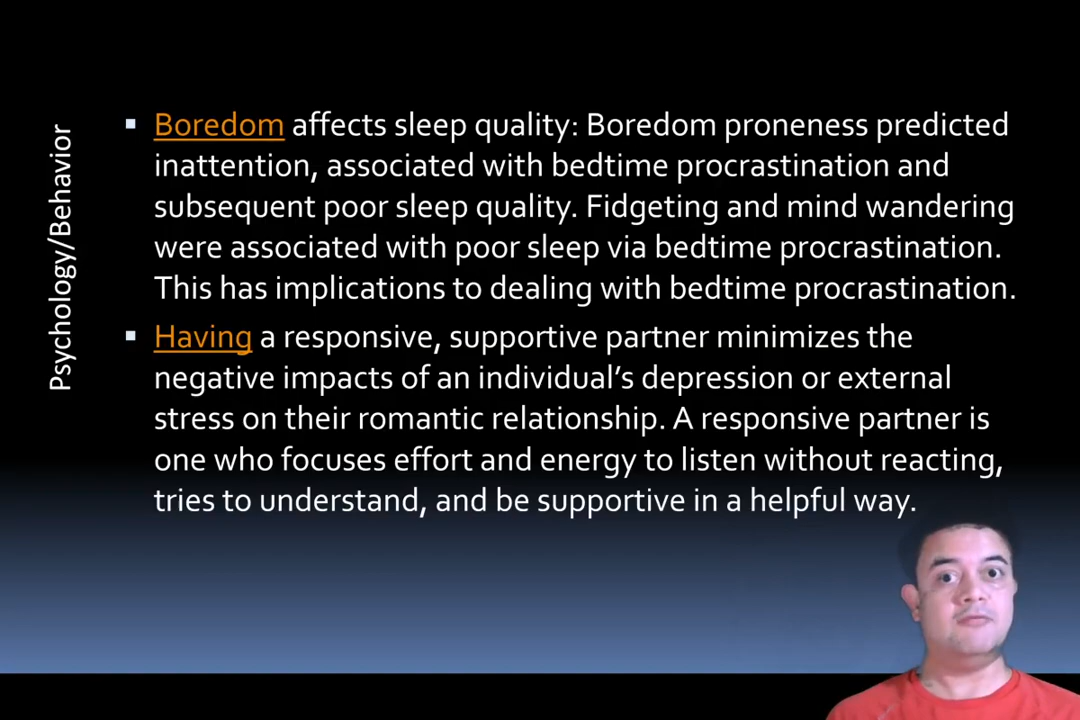 Psychology/Behavior
Boredom affects sleep quality: Boredom proneness predicted
inattention, associated with bedtime procrastination and
subsequent poor sleep quality. Fidgeting and mind wandering
were associated with poor sleep via bedtime procrastination.
This has implications to dealing with bedtime procrastination.
Having a responsive, supportive partner minimizes the
negative impacts of an individual’s depression or external
stress on their romantic relationship. A responsive partner is
one who focuses effort and energy to listen without reacting,
tries to understand, and be supportive in a helpful way.